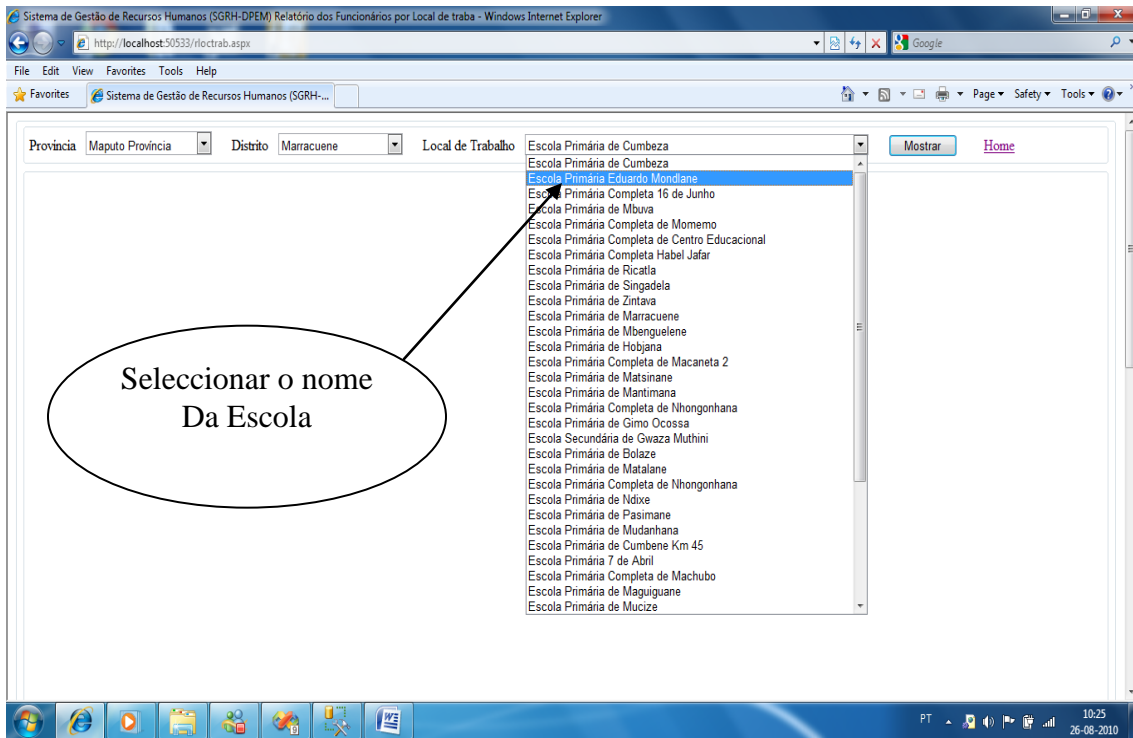 Sistema de Gestão de Recursos Humanos (SGRH-DPEM) Relatório dos Funcionários por Local de traba - Windows Internet Explorer
http://localhost:50533/rloctrab.aspx
Google
File Edit View Favorites Tools Help
Favorites Sistema de Gestão de Recursos Humanos (SGRH-... Page Safety Tools
Provincia Maputo Província Distrito Marracuene Local de Trabalho Escola Primária de Cumbeza Mostrar Home
Escola Primária de Cumbeza
Escola Primária Eduardo Mondlane
Escola Primária Completa 16 de Junho
Escola Primária de Mbuva
Escola Primária Completa de Momemo
Escola Primária Completa de Centro Educacional
Escola Primária Completa Habel Jafar
Escola Primária de Ricatla
Escola Primária de Singadela
Escola Primária de Zintava
Escola Primária de Marracuene
Escola Primária de Mbenguelene
Escola Primária de Hobjana
Escola Primária Completa de Macaneta 2
Escola Primária de Matsinane
Escola Primária de Mantimana
Escola Primária Completa de Nhongonhana
Escola Primária de Gimo Ocossa
Escola Secundária de Gwaza Muthini
Escola Primária de Bolaze
Escola Primária de Matalane
Escola Primária Completa de Nhongonhana
Escola Primária de Ndixe
Escola Primária de Pasimane
Escola Primária de Mudanhana
Escola Primária de Cumbene Km 45
Escola Primária 7 de Abril
Escola Primária Completa de Machubo
Escola Primária de Maguiguane
Escola Primária de Mucize
Seleccionar o nome
Da Escola
PT
10:25
26-08-2010